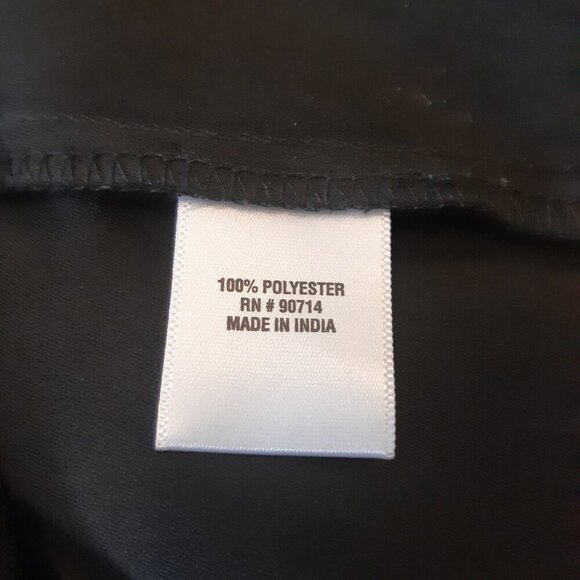 100% POLYESTER
RN # 90714
MADE IN INDIA